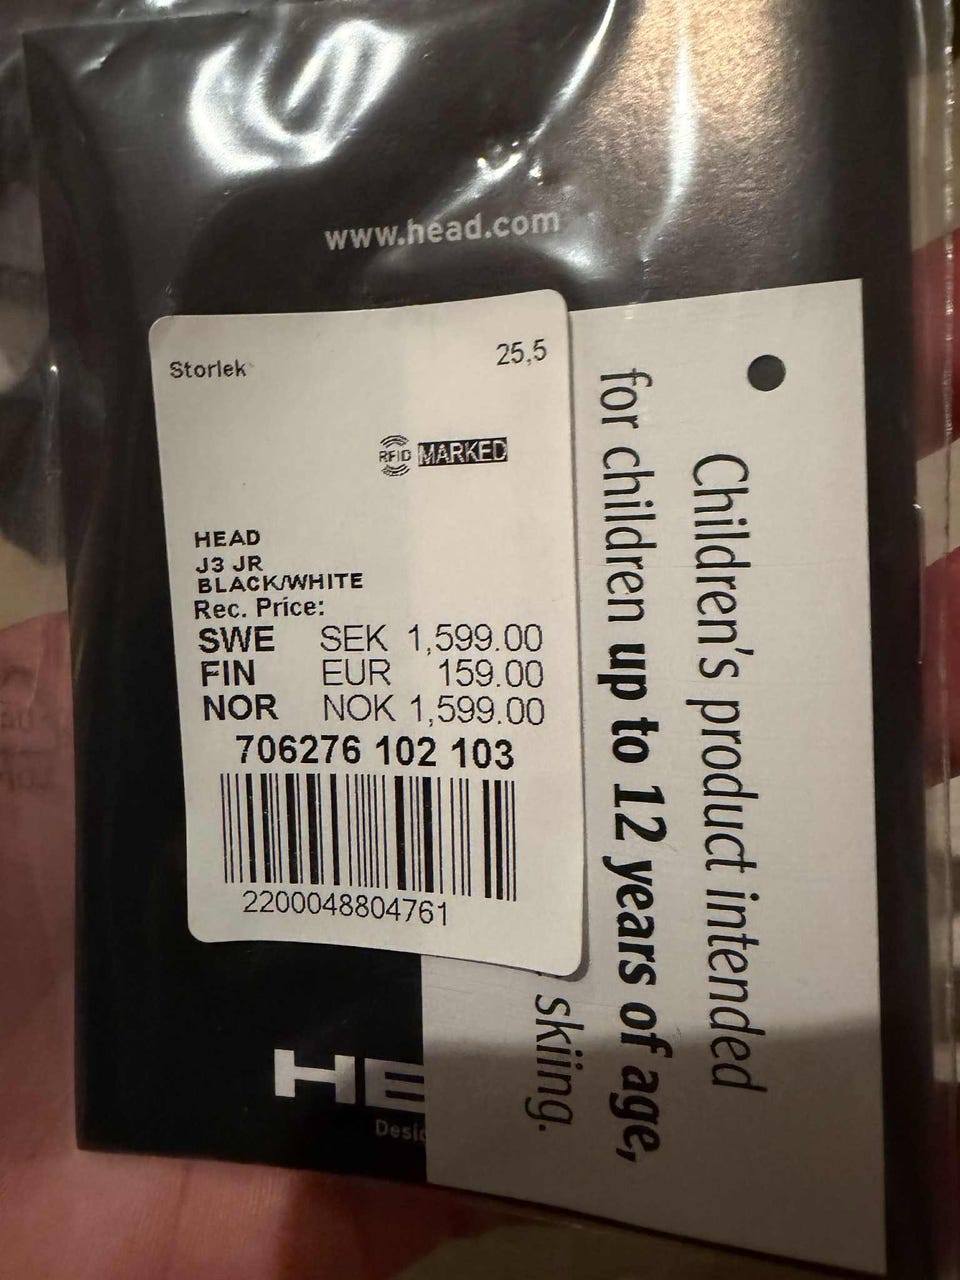 www.head.com
Storlek
25,5
RFID MARKED
HEAD
J3 JR
BLACK/WHITE
Rec. Price:
SWE SEK 1,599.00
FIN EUR 159.00
NOR NOK 1,599.00
706276 102 103
2200048804761
Children's product intended
for children up to 12 years of age,
skiing.
HE
Desig